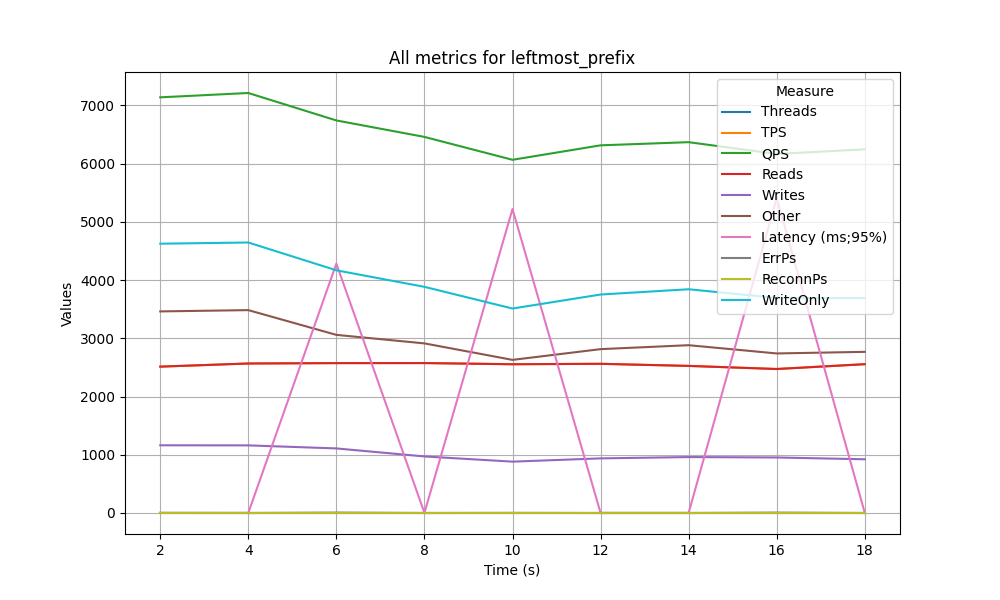 All metrics for leftmost_prefix
Values
7000
6000
5000
4000
3000
2000
1000
0
2
4
6
8
10
12
14
16
18
Time (s)
Measure
Threads
TPS
QPS
Reads
Writes
Other
Latency (ms;95%)
ErrPs
ReconnPs
WriteOnly